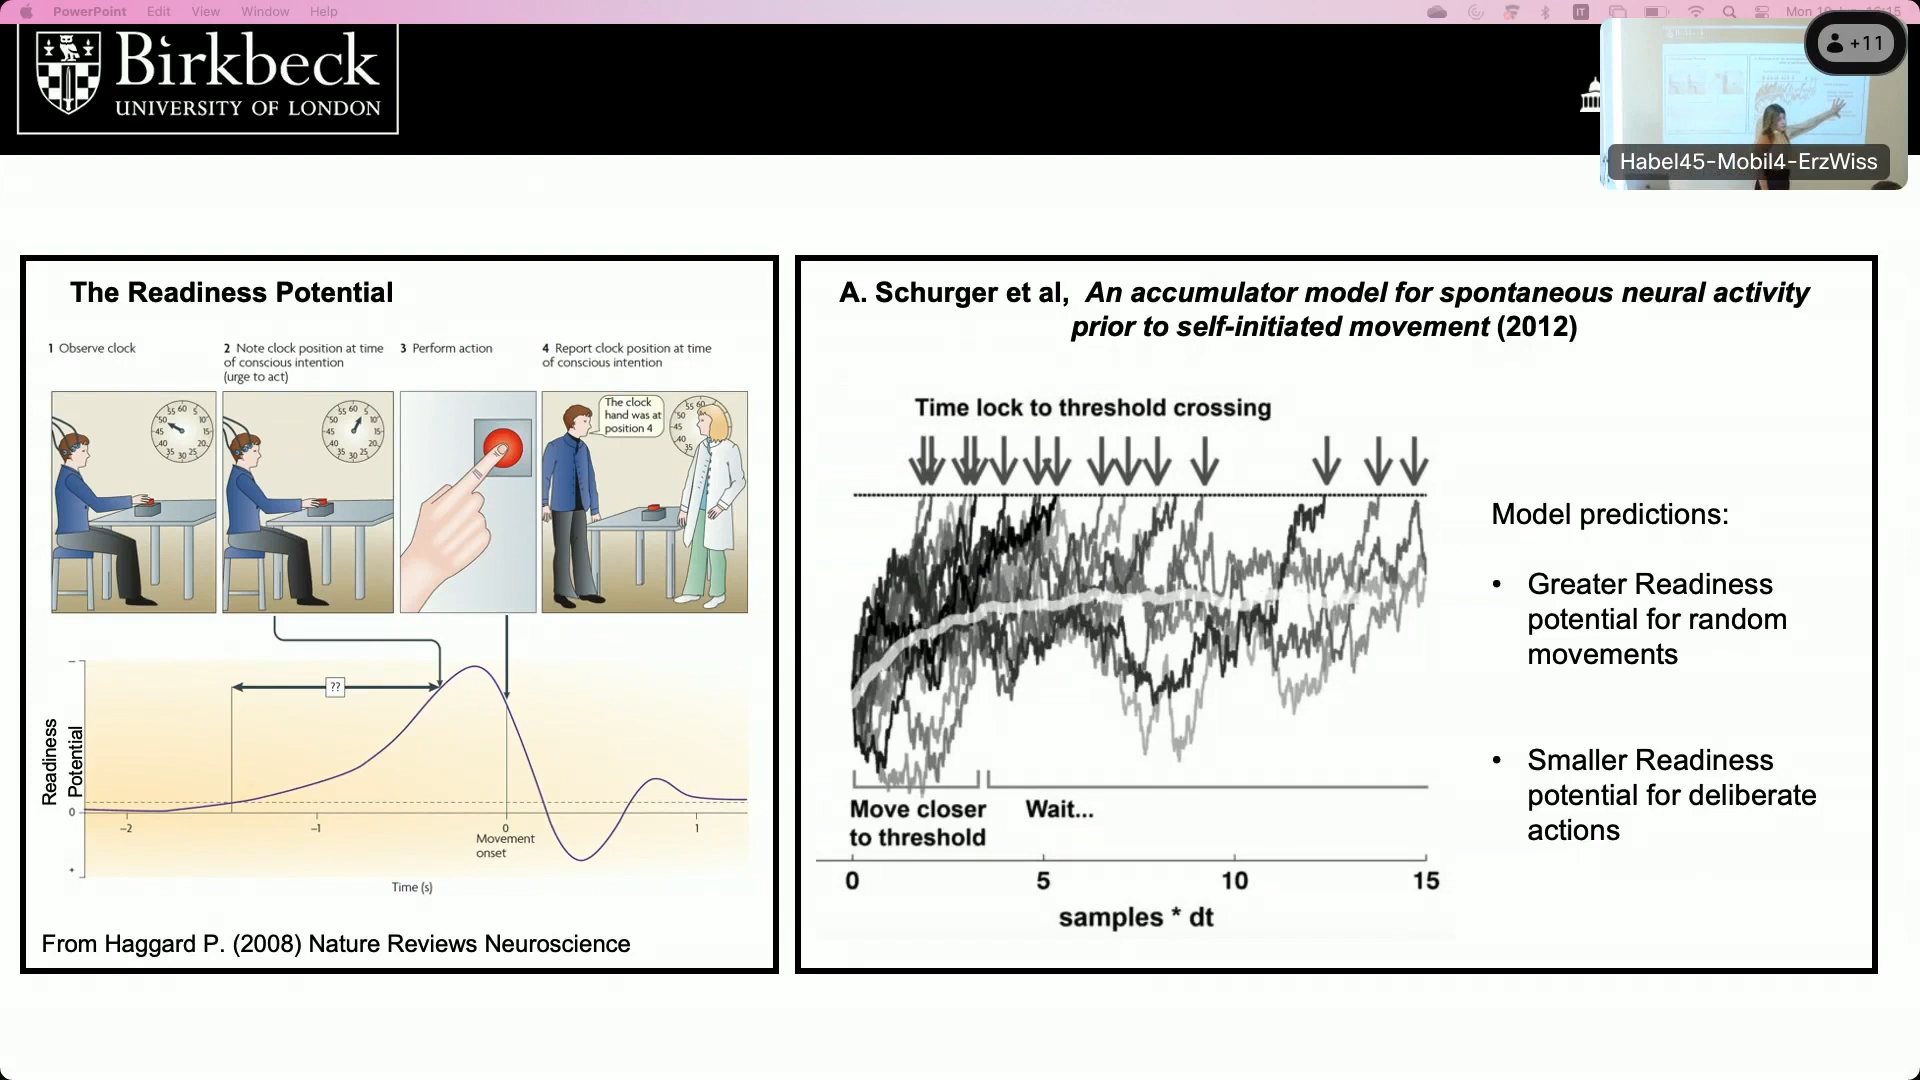 PowerPoint Edit View Window Help
IT
+11
Birkbeck
UNIVERSITY OF LONDON
Habel45-Mobil4-ErzWiss
The Readiness Potential
1 Observe clock
2 Note clock position at time
of conscious intention
(urge to act)
3 Perform action
4 Report clock position at time
of conscious intention
The clock
hand was at
position 4
Readiness
Potential
??
–
0
+
–2
–1
0
1
Movement
onset
Time (s)
From Haggard P. (2008) Nature Reviews Neuroscience
A. Schurger et al, An accumulator model for spontaneous neural activity
prior to self-initiated movement (2012)
Time lock to threshold crossing
Move closer
to threshold
Wait...
0
5
10
15
samples * dt
Model predictions:
• Greater Readiness
potential for random
movements
• Smaller Readiness
potential for deliberate
actions